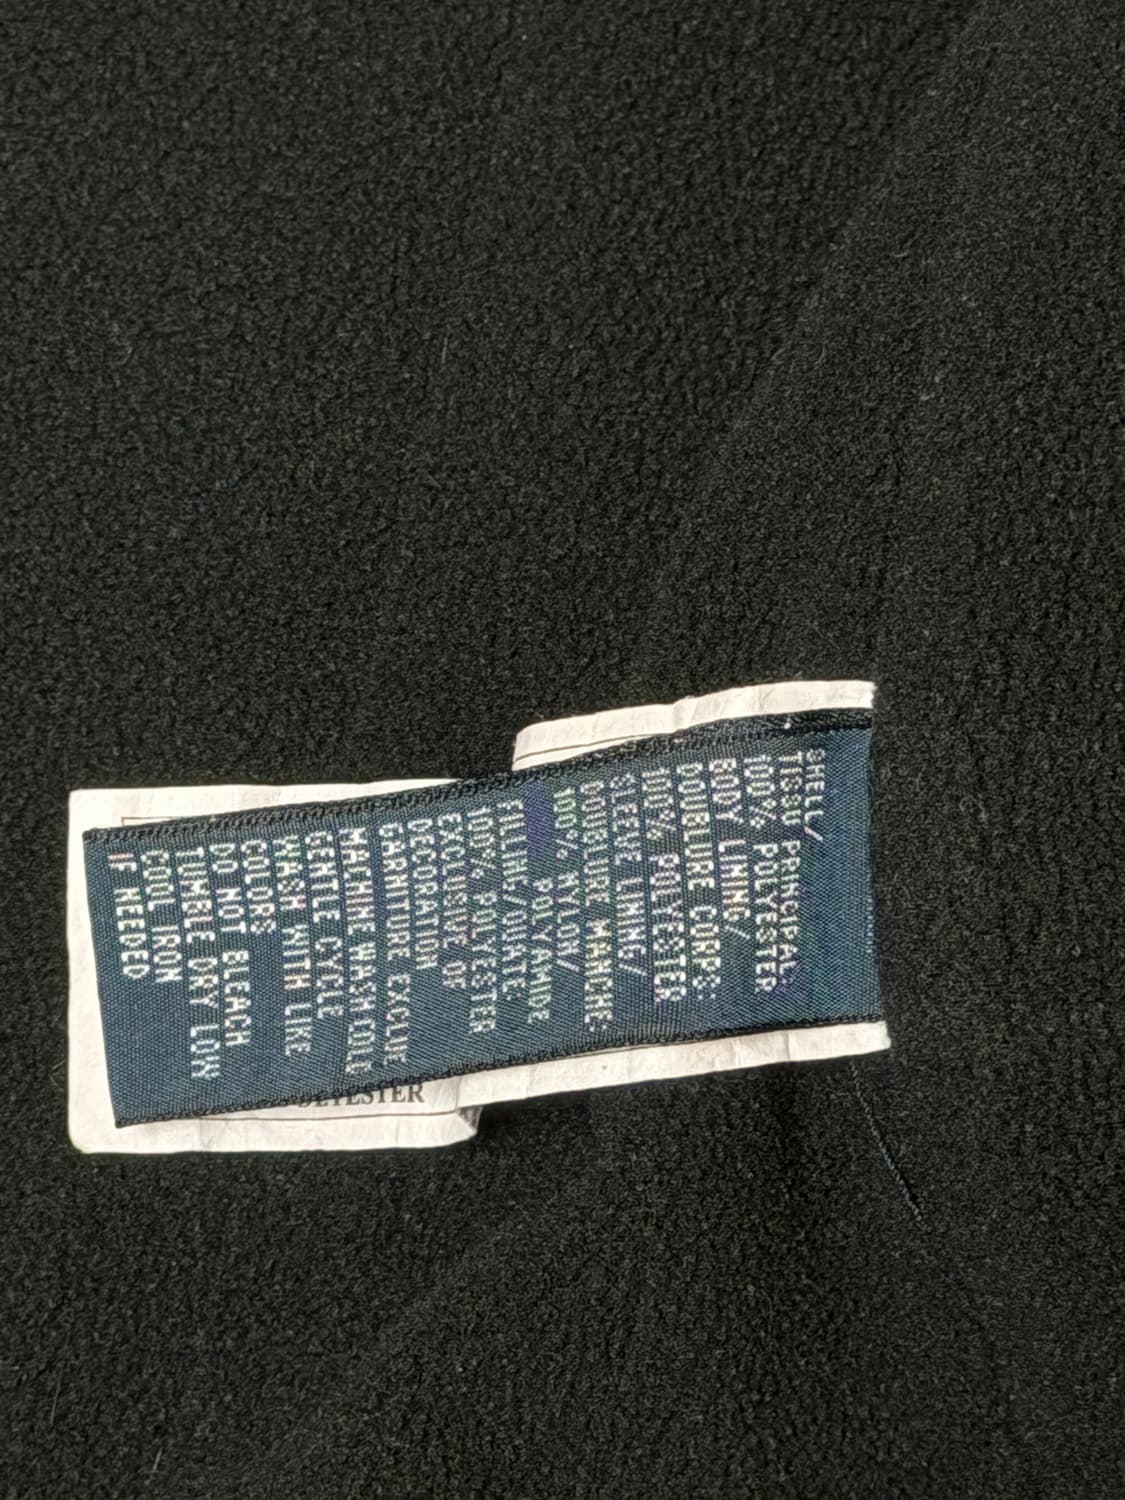 SHELL/
TISSU PRINCIPAL:
100% POLYESTER
BODY LINING/
DOUBLURE CORPS:
100% POLYESTER
SLEEVE LINING/
DOUBLURE MANCHE:
100% NYLON/
POLYAMIDE
FILLING/OUATE:
100% POLYESTER
EXCLUSIVE OF
DECORATION
GARNITURE EXCLUE
MACHINE WASH COLD
GENTLE CYCLE
WASH WITH LIKE
COLORS
DO NOT BLEACH
TUMBLE DRY LOW
COOL IRON
IF NEEDED